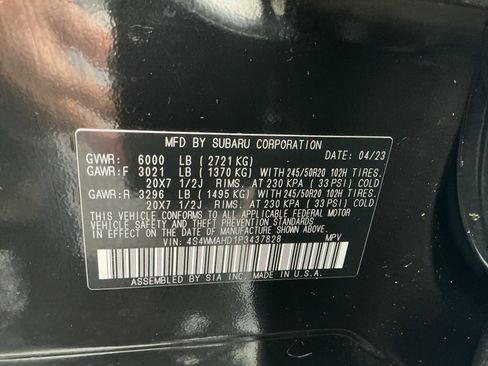 MFD BY SUBARU CORPORATION
GVWR: 6000 LB ( 2721 KG) DATE: 04/23
GAWR:F 3021 LB ( 1370 KG) WITH 245/50R20 102H TIRES.
20X7 1/2J RIMS. AT 230 KPA ( 33 PSI) COLD
GAWR:R 3296 LB ( 1495 KG) WITH 245/50R20 102H TIRES.
20X7 1/2J RIMS. AT 230 KPA ( 33 PSI) COLD
THIS VEHICLE CONFORMS TO ALL APPLICABLE FEDERAL MOTOR
VEHICLE SAFETY STANDARDS IN EFFECT ON THE DATE OF
MANUFACTURE SHOWN ABOVE.
VIN: 4S4WMAHD1P3437828 MPV
ASSEMBLED BY SIA INC. MADE IN U.S.A.